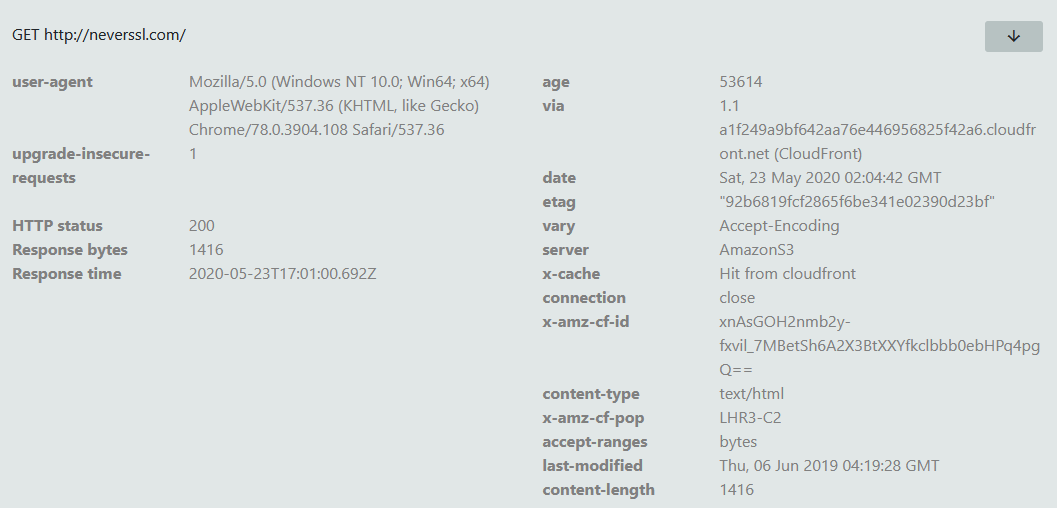 GET http://neverssl.com/
user-agent Mozilla/5.0 (Windows NT 10.0; Win64; x64)
AppleWebKit/537.36 (KHTML, like Gecko)
Chrome/78.0.3904.108 Safari/537.36
upgrade-insecure- 1
requests
HTTP status 200
Response bytes 1416
Response time 2020-05-23T17:01:00.692Z
age 53614
via 1.1
a1f249a9bf642aa76e446956825f42a6.cloudfr
ont.net (CloudFront)
date Sat, 23 May 2020 02:04:42 GMT
etag "92b6819fcf2865f6be341e02390d23bf"
vary Accept-Encoding
server AmazonS3
x-cache Hit from cloudfront
connection close
x-amz-cf-id xnAsGOH2nmb2y-
fxvil_7MBetSh6A2X3BtXXYfkclbbb0ebHPq4pg
Q==
content-type text/html
x-amz-cf-pop LHR3-C2
accept-ranges bytes
last-modified Thu, 06 Jun 2019 04:19:28 GMT
content-length 1416